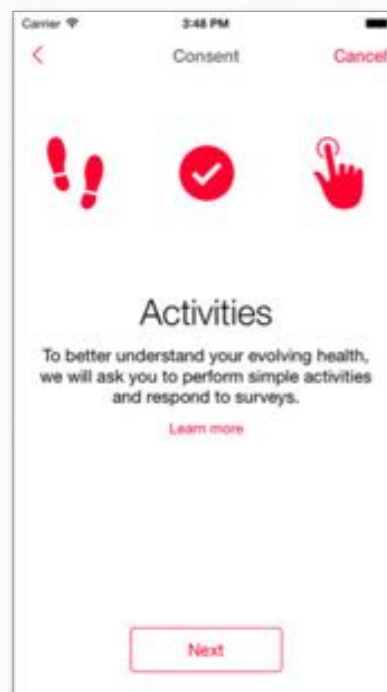 Carrier 3:48 PM
Consent Cancel
Activities
To better understand your evolving health,
we will ask you to perform simple activities
and respond to surveys.
Learn more
Next